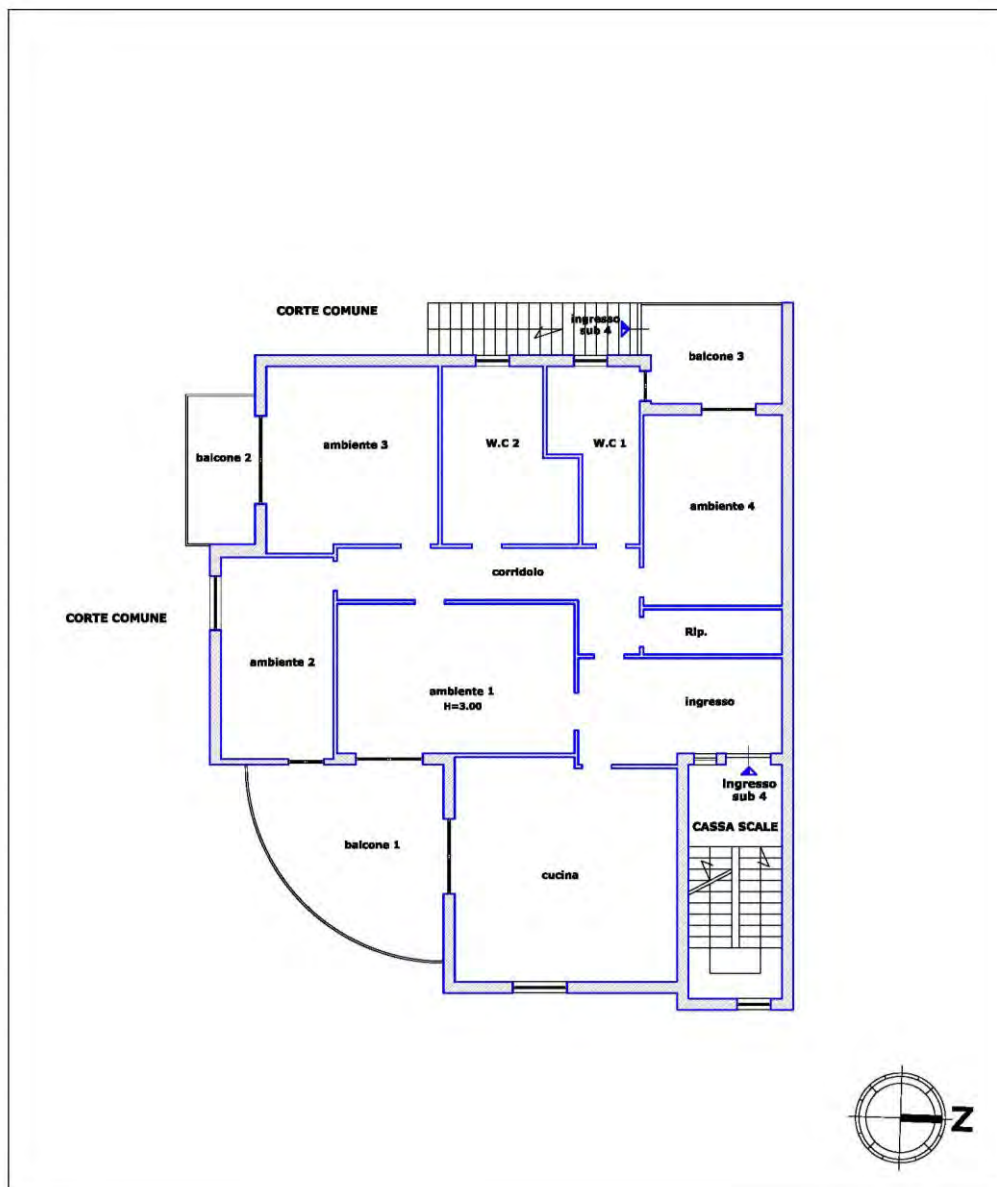 CORTE COMUNE
ingresso
sub 4
balcone 3
balcone 2
ambiente 3
W.C 2
W.C 1
ambiente 4
corridoio
CORTE COMUNE
Rip.
ambiente 2
ambiente 1
H=3.00
ingresso
Ingresso
sub 4
CASSA SCALE
balcone 1
cucina
N